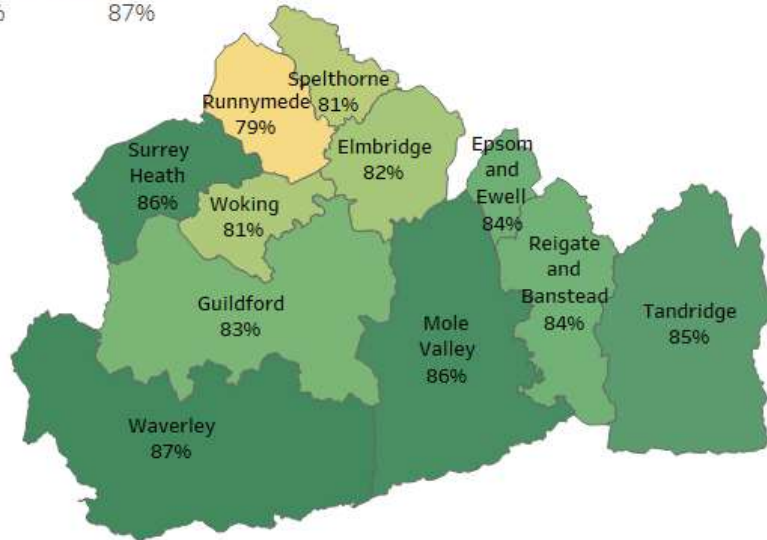 %
87%
Spelthorne
81%
Runnymede
79%
Elmbridge
82%
Epsom
and
Ewell
84%
Surrey
Heath
86%
Woking
81%
Reigate
and
Banstead
84%
Guildford
83%
Mole
Valley
86%
Tandridge
85%
Waverley
87%